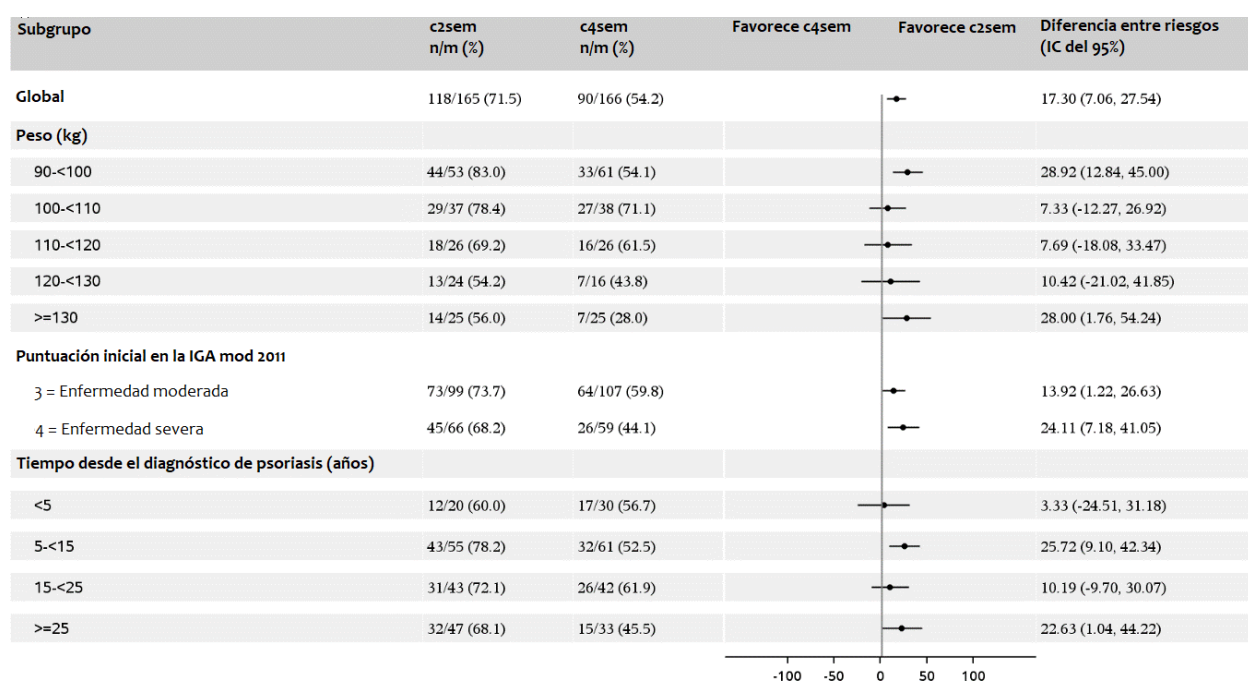 Subgrupo c2sem n/m (%) c4sem n/m (%) Favorece c4sem Favorece c2sem Diferencia entre riesgos (IC del 95%)
Global 118/165 (71.5) 90/166 (54.2) 17.30 (7.06, 27.54)
Peso (kg)
90-<100 44/53 (83.0) 33/61 (54.1) 28.92 (12.84, 45.00)
100-<110 29/37 (78.4) 27/38 (71.1) 7.33 (-12.27, 26.92)
110-<120 18/26 (69.2) 16/26 (61.5) 7.69 (-18.08, 33.47)
120-<130 13/24 (54.2) 7/16 (43.8) 10.42 (-21.02, 41.85)
>=130 14/25 (56.0) 7/25 (28.0) 28.00 (1.76, 54.24)
Puntuación inicial en la IGA mod 2011
3 = Enfermedad moderada 73/99 (73.7) 64/107 (59.8) 13.92 (1.22, 26.63)
4 = Enfermedad severa 45/66 (68.2) 26/59 (44.1) 24.11 (7.18, 41.05)
Tiempo desde el diagnóstico de psoriasis (años)
<5 12/20 (60.0) 17/30 (56.7) 3.33 (-24.51, 31.18)
5-<15 43/55 (78.2) 32/61 (52.5) 25.72 (9.10, 42.34)
15-<25 31/43 (72.1) 26/42 (61.9) 10.19 (-9.70, 30.07)
>=25 32/47 (68.1) 15/33 (45.5) 22.63 (1.04, 44.22)
-100 -50 0 50 100